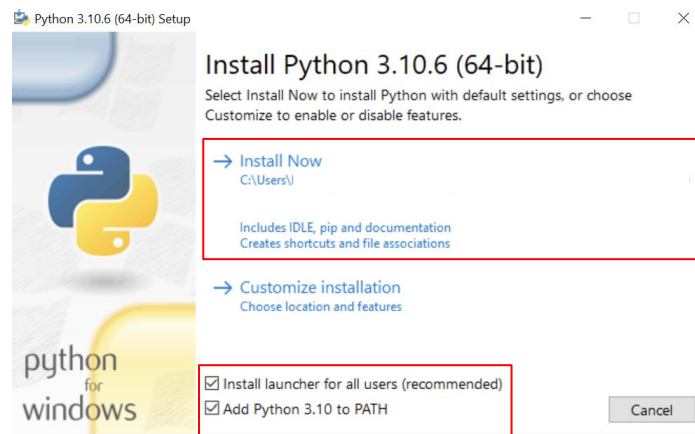 Python 3.10.6 (64-bit) Setup
Install Python 3.10.6 (64-bit)
Select Install Now to install Python with default settings, or choose
Customize to enable or disable features.
Install Now
C:\Users\
Includes IDLE, pip and documentation
Creates shortcuts and file associations
Customize installation
Choose location and features
python
for
windows
Install launcher for all users (recommended)
Add Python 3.10 to PATH
Cancel